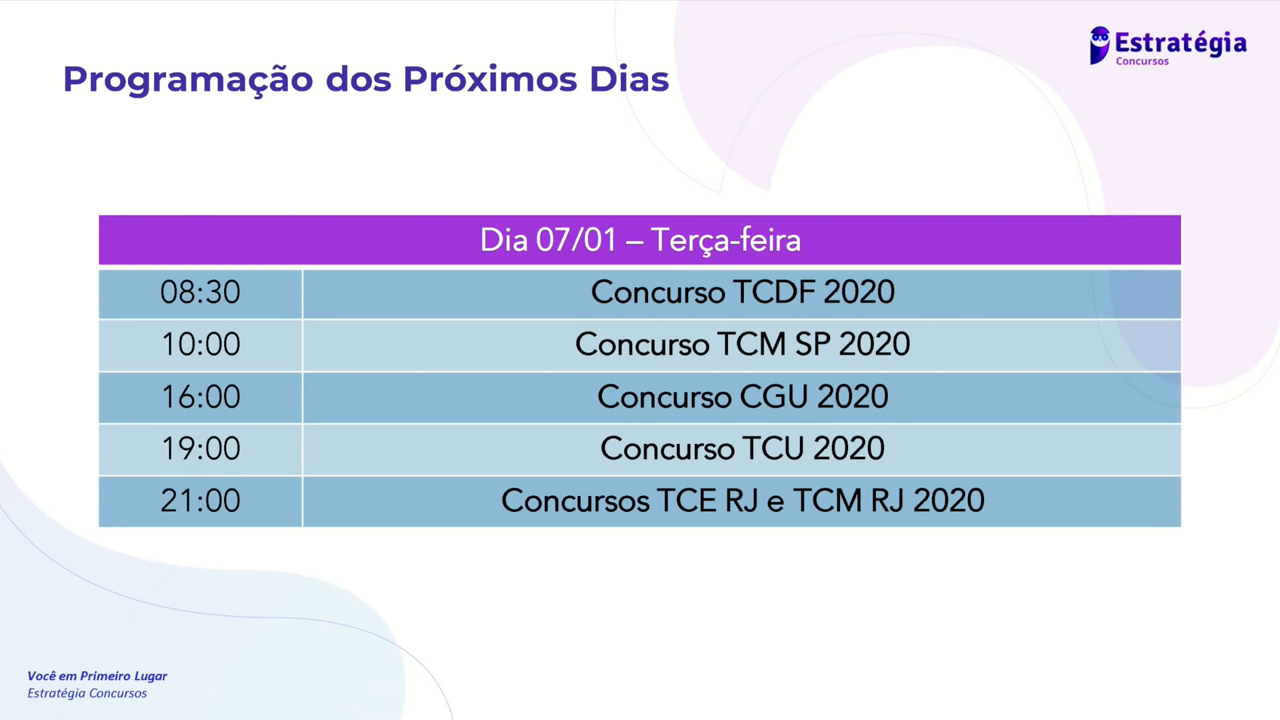 Estratégia
Concursos
Programação dos Próximos Dias
Dia 07/01 – Terça-feira
08:30 Concurso TCDF 2020
10:00 Concurso TCM SP 2020
16:00 Concurso CGU 2020
19:00 Concurso TCU 2020
21:00 Concursos TCE RJ e TCM RJ 2020
Você em Primeiro Lugar
Estratégia Concursos